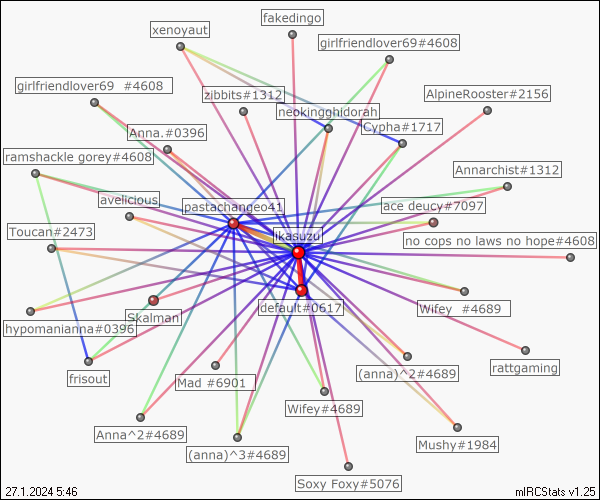 fakedingo
xenoyaut
girlfriendlover69#4608
girlfriendlover69 #4608
zibbits#1312
AlpineRooster#2156
neokingghidorah
Cypha#1717
Anna.#0396
ramshackle gorey#4608
Annarchist#1312
avelicious
pastachangeo41
ace deucy#7097
Toucan#2473
ikasuzu
no cops no laws no hope#4608
default#0617
Wifey #4689
Skalman
hypomanianna#0396
rattgaming
frisout
(anna)^2#4689
Mad #6901
Wifey#4689
Anna^2#4689
Mushy#1984
(anna)^3#4689
Soxy Foxy#5076
27.1.2024 5:46
mIRCStats v1.25